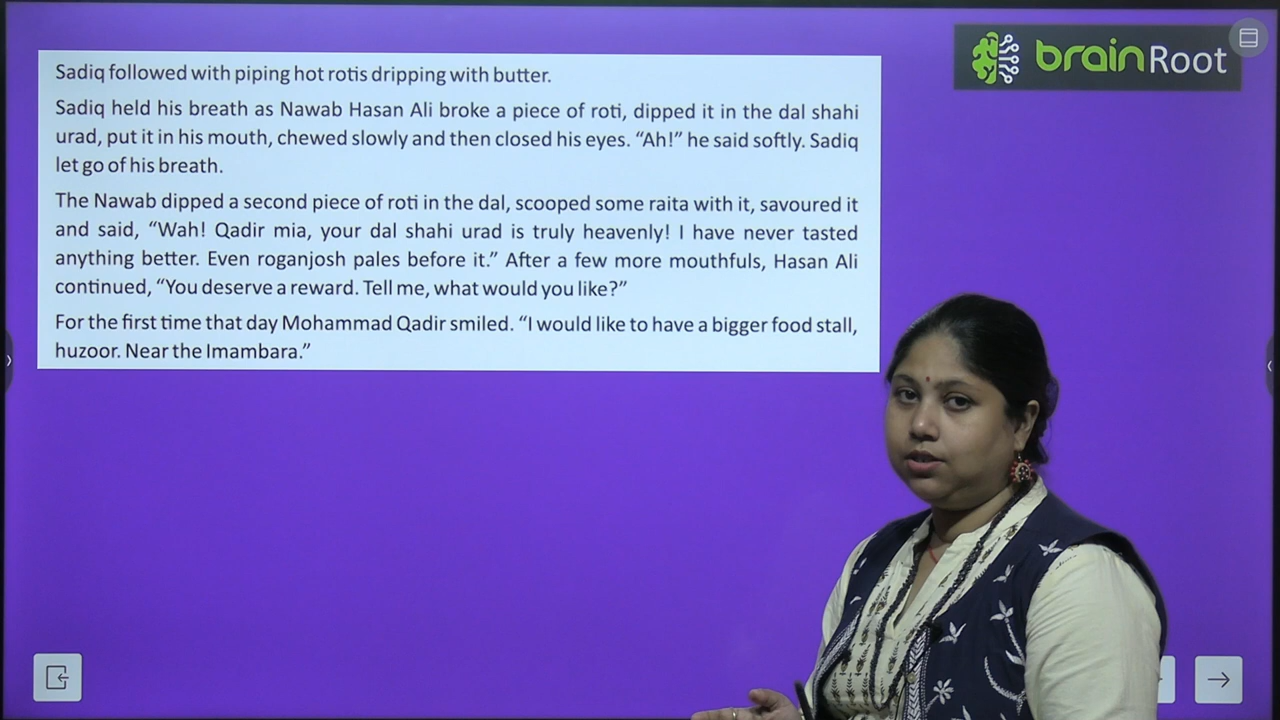 Sadiq followed with piping hot rotis dripping with butter.
Sadiq held his breath as Nawab Hasan Ali broke a piece of roti, dipped it in the dal shahi
urad, put it in his mouth, chewed slowly and then closed his eyes. “Ah!” he said softly. Sadiq
let go of his breath.
The Nawab dipped a second piece of roti in the dal, scooped some raita with it, savoured it
and said, “Wah! Qadir mia, your dal shahi urad is truly heavenly! I have never tasted
anything better. Even roganjosh pales before it.” After a few more mouthfuls, Hasan Ali
continued, “You deserve a reward. Tell me, what would you like?”
For the first time that day Mohammad Qadir smiled. “I would like to have a bigger food stall,
huzoor. Near the Imambara.”
brainRoot